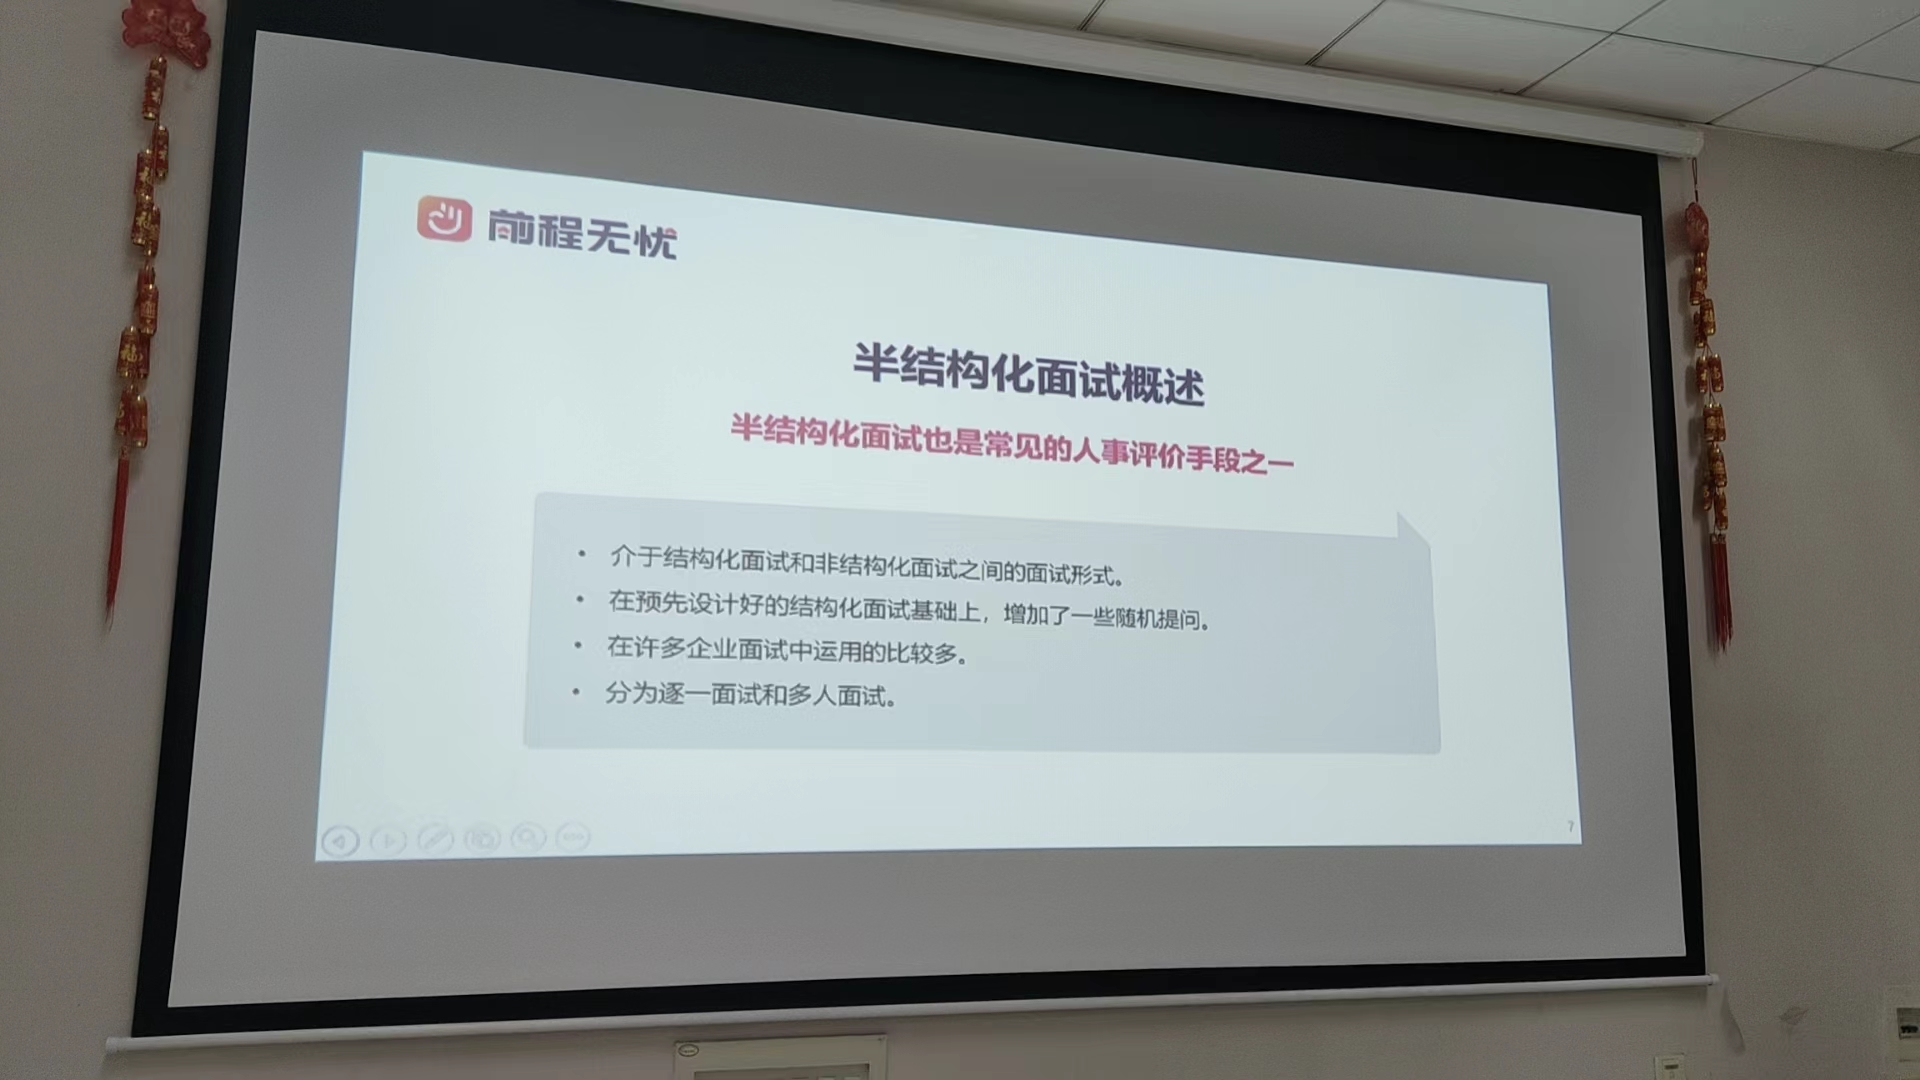 前程无忧
半结构化面试概述
半结构化面试也是常见的人事评价手段之一
• 介于结构化面试和非结构化面试之间的面试形式。
• 在预先设计好的结构化面试基础上，增加了一些随机提问。
• 在许多企业面试中运用的比较多。
• 分为逐一面试和多人面试。
7
福